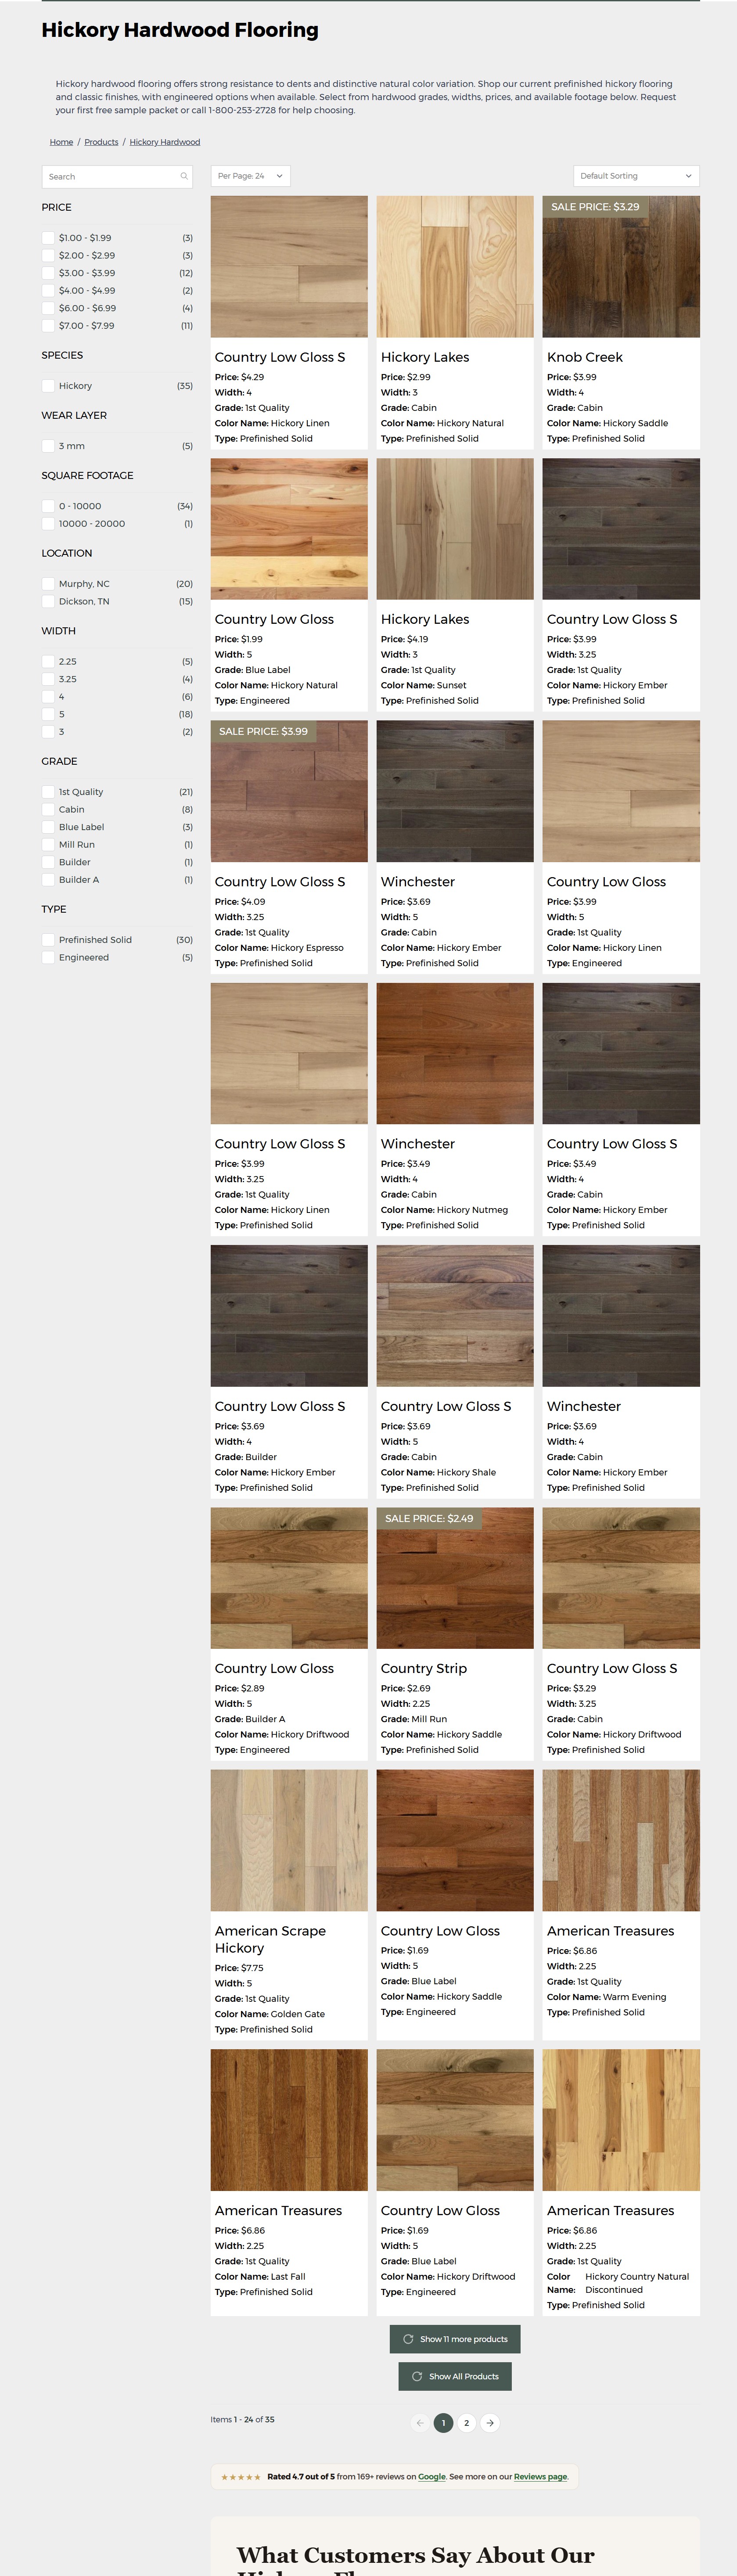 Hickory Hardwood Flooring
Hickory hardwood flooring offers strong resistance to dents and distinctive natural color variation. Shop our current prefinished hickory flooring
and classic finishes, with engineered options when available. Select from hardwood grades, widths, prices, and available footage below. Request
your first free sample packet or call 1-800-253-2728 for help choosing.
Home / Products / Hickory Hardwood
Search
Per Page: 24
Default Sorting
PRICE
$1.00 - $1.99 (3)
$2.00 - $2.99 (3)
$3.00 - $3.99 (12)
$4.00 - $4.99 (2)
$6.00 - $6.99 (4)
$7.00 - $7.99 (11)
SPECIES
Hickory (35)
WEAR LAYER
3 mm (5)
SQUARE FOOTAGE
0 - 10000 (34)
10000 - 20000 (1)
LOCATION
Murphy, NC (20)
Dickson, TN (15)
WIDTH
2.25 (5)
3.25 (4)
4 (6)
5 (18)
3 (2)
GRADE
1st Quality (21)
Cabin (8)
Blue Label (3)
Mill Run (1)
Builder (1)
Builder A (1)
TYPE
Prefinished Solid (30)
Engineered (5)
Country Low Gloss S
Price: $4.29
Width: 4
Grade: 1st Quality
Color Name: Hickory Linen
Type: Prefinished Solid
Hickory Lakes
Price: $2.99
Width: 3
Grade: Cabin
Color Name: Hickory Natural
Type: Prefinished Solid
SALE PRICE: $3.29
Knob Creek
Price: $3.99
Width: 4
Grade: Cabin
Color Name: Hickory Saddle
Type: Prefinished Solid
Country Low Gloss
Price: $1.99
Width: 5
Grade: Blue Label
Color Name: Hickory Natural
Type: Engineered
Hickory Lakes
Price: $4.19
Width: 3
Grade: 1st Quality
Color Name: Sunset
Type: Prefinished Solid
Country Low Gloss S
Price: $3.99
Width: 3.25
Grade: 1st Quality
Color Name: Hickory Ember
Type: Prefinished Solid
SALE PRICE: $3.99
Country Low Gloss S
Price: $4.09
Width: 3.25
Grade: 1st Quality
Color Name: Hickory Espresso
Type: Prefinished Solid
Winchester
Price: $3.69
Width: 5
Grade: Cabin
Color Name: Hickory Ember
Type: Prefinished Solid
Country Low Gloss
Price: $3.99
Width: 5
Grade: 1st Quality
Color Name: Hickory Linen
Type: Engineered
Country Low Gloss S
Price: $3.99
Width: 3.25
Grade: 1st Quality
Color Name: Hickory Linen
Type: Prefinished Solid
Winchester
Price: $3.49
Width: 4
Grade: Cabin
Color Name: Hickory Nutmeg
Type: Prefinished Solid
Country Low Gloss S
Price: $3.49
Width: 4
Grade: Cabin
Color Name: Hickory Ember
Type: Prefinished Solid
Country Low Gloss S
Price: $3.69
Width: 4
Grade: Builder
Color Name: Hickory Ember
Type: Prefinished Solid
Country Low Gloss S
Price: $3.69
Width: 5
Grade: Cabin
Color Name: Hickory Shale
Type: Prefinished Solid
Winchester
Price: $3.69
Width: 4
Grade: Cabin
Color Name: Hickory Ember
Type: Prefinished Solid
Country Low Gloss
Price: $2.89
Width: 5
Grade: Builder A
Color Name: Hickory Driftwood
Type: Engineered
SALE PRICE: $2.49
Country Strip
Price: $2.69
Width: 2.25
Grade: Mill Run
Color Name: Hickory Saddle
Type: Prefinished Solid
Country Low Gloss S
Price: $3.29
Width: 3.25
Grade: Cabin
Color Name: Hickory Driftwood
Type: Prefinished Solid
American Scrape
Hickory
Price: $7.75
Width: 5
Grade: 1st Quality
Color Name: Golden Gate
Type: Prefinished Solid
Country Low Gloss
Price: $1.69
Width: 5
Grade: Blue Label
Color Name: Hickory Saddle
Type: Engineered
American Treasures
Price: $6.86
Width: 2.25
Grade: 1st Quality
Color Name: Warm Evening
Type: Prefinished Solid
American Treasures
Price: $6.86
Width: 2.25
Grade: 1st Quality
Color Name: Last Fall
Type: Prefinished Solid
Country Low Gloss
Price: $1.69
Width: 5
Grade: Blue Label
Color Name: Hickory Driftwood
Type: Engineered
American Treasures
Price: $6.86
Width: 2.25
Grade: 1st Quality
Color Hickory Country Natural
Name: Discontinued
Type: Prefinished Solid
Show 11 more products
Show All Products
Items 1 - 24 of 35
1 2
Rated 4.7 out of 5 from 169+ reviews on Google. See more on our Reviews page.
What Customers Say About Our